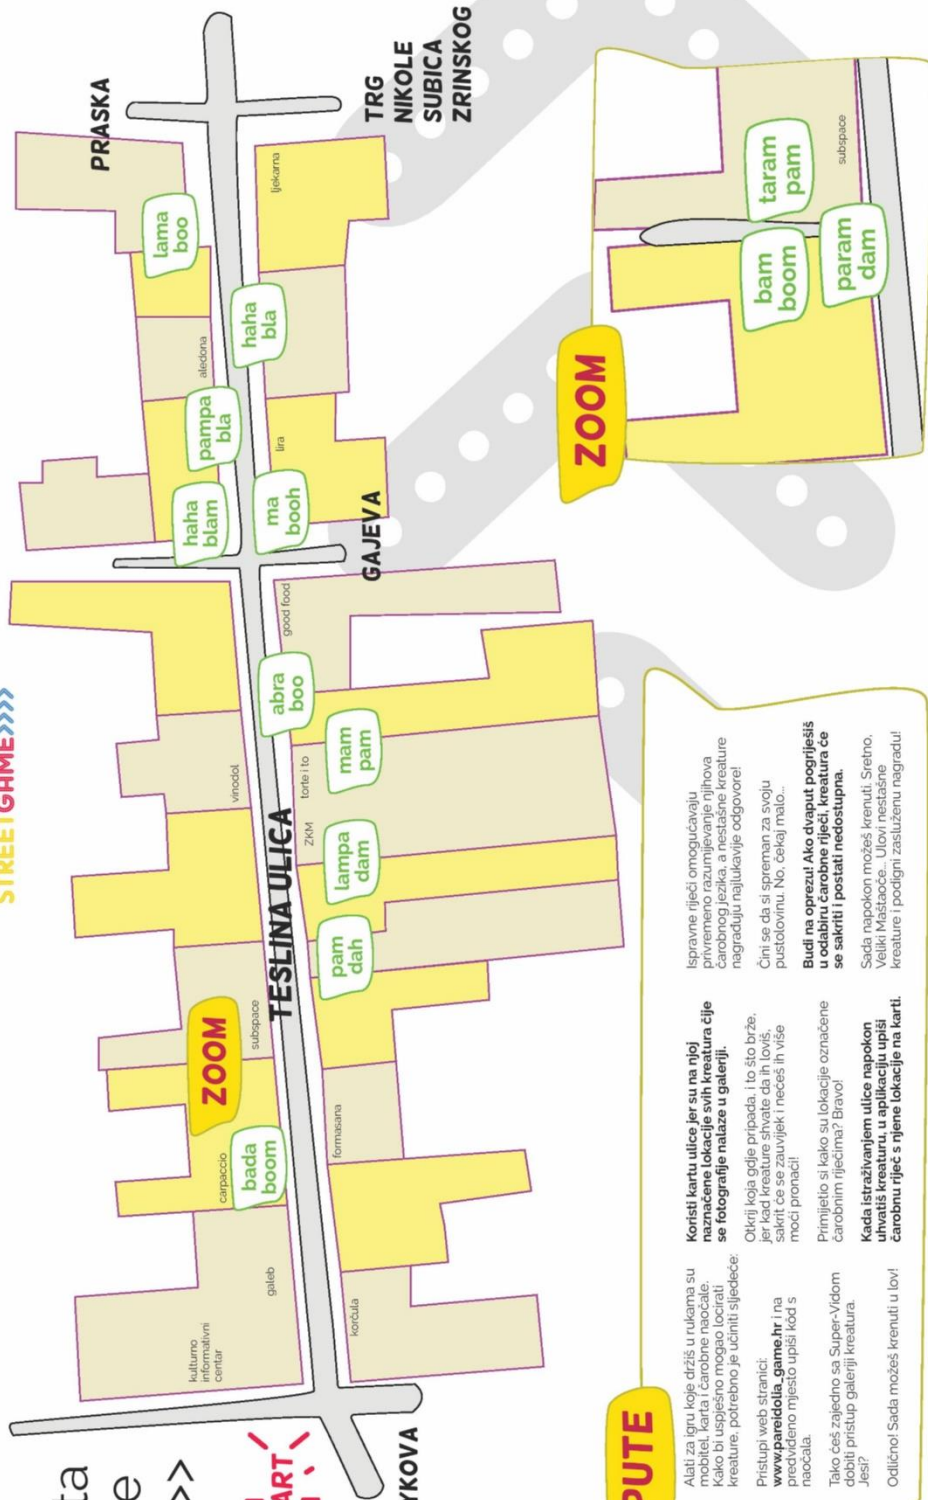 ta
e
>>
STREETGAME>>>>
ART
YKOVA
PRASKA
TRG
NIKOLE
SUBICA
ZRINSKOG
GAJEVA
TESLINA ULICA
kulturno
informativni
centar
galeb
carpaccio
bada
boom
ZOOM
subspace
vinodol
haha
blam
pampa
bla
aledona
lama
boo
korčula
formasana
pam
dah
lampa
dam
ZKM
torte i to
mam
pam
abra
boo
good food
ma
booh
lira
haha
bla
ljekarna
ZOOM
bam
boom
taram
pam
param
dam
subspace
PUTE
Alati za igru koje držiš u rukama su
mobitel, karta i čarobne naočale.
Kako bi uspješno mogao locirati
kreature, potrebno je učiniti sljedeće:
Pristupi web stranici:
www.pareidolia_game.hr i na
predviđeno mjesto upiši kôd s
naočala.
Tako ćeš zajedno sa Super-Vidom
dobiti pristup galeriji kreatura.
Jesi?
Odlično! Sada možeš krenuti u lov!
Koristi kartu ulice jer su na njoj
naznačene lokacije svih kreatura čije
se fotografije nalaze u galeriji.
Otkrij koja gdje pripada, i to što brže,
jer kad kreature shvate da ih loviš,
sakrit će se zauvijek i nećeš ih više
moći pronaći!
Primijetio si kako su lokacije označene
čarobnim riječima? Bravo!
Kada istraživanjem ulice napokon
uhvatiš kreaturu, u aplikaciju upiši
čarobnu riječ s njene lokacije na karti.
Ispravne riječi omogućavaju
privremeno razumijevanje njihova
čarobnog jezika, a nestašne kreature
nagrađuju najlukavije odgovore!
Čini se da si spreman za svoju
pustolovinu. No, čekaj malo...
Budi na oprezu! Ako dvaput pogriješiš
u odabiru čarobne riječi, kreatura će
se sakriti i postati nedostupna.
Sada napokon možeš krenuti. Sretno,
Veliki Maštaoče... Ulovi nestašne
kreature i podigni zasluženu nagradu!